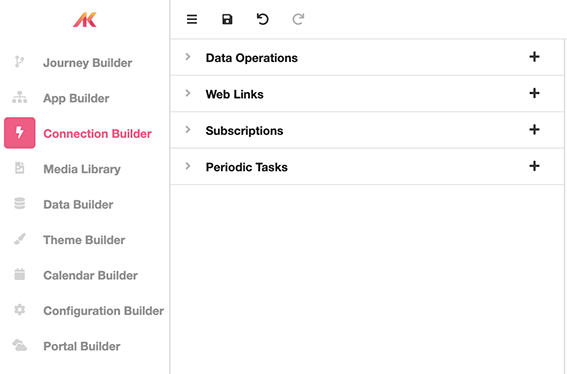 AK
Journey Builder
App Builder
Connection Builder
Media Library
Data Builder
Theme Builder
Calendar Builder
Configuration Builder
Portal Builder
Data Operations
Web Links
Subscriptions
Periodic Tasks